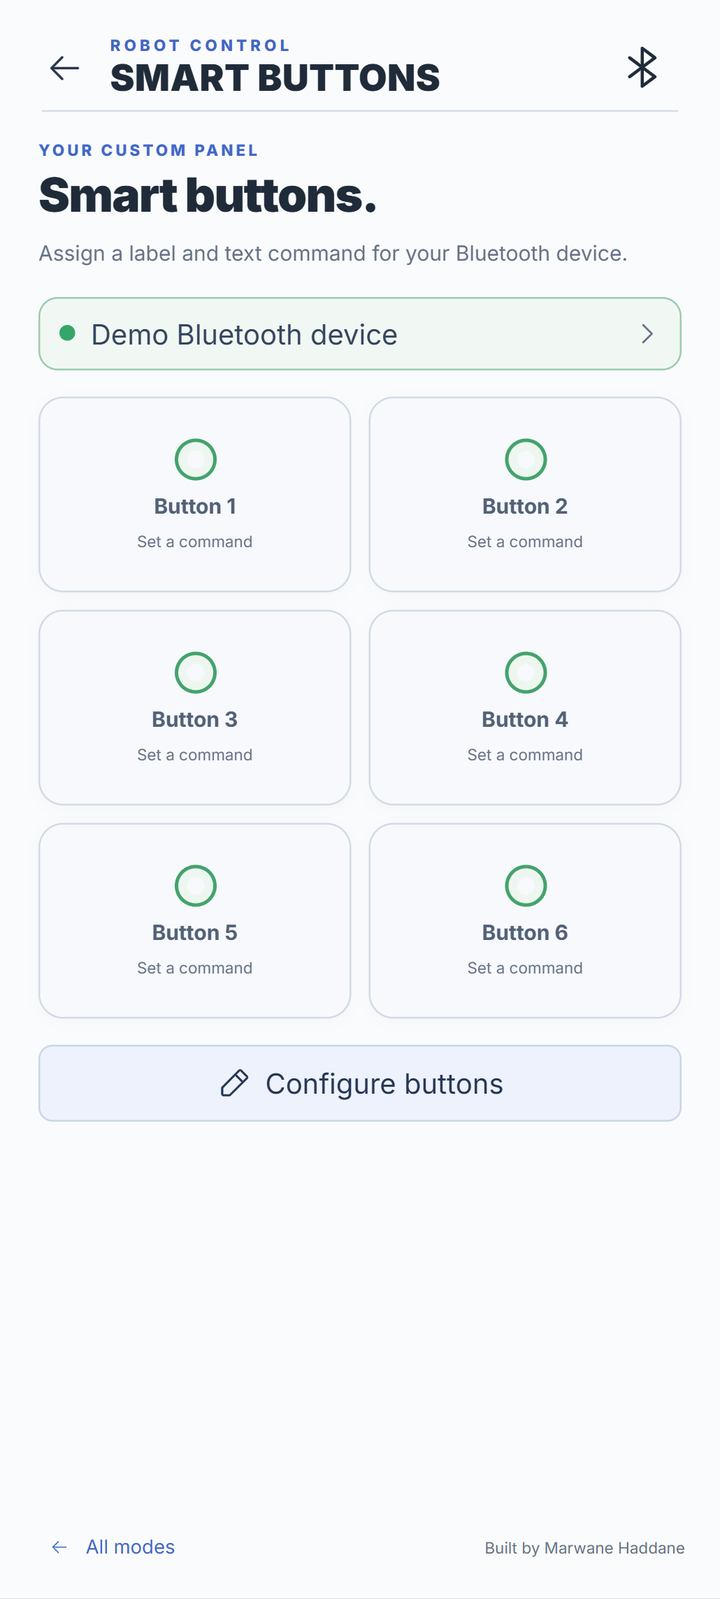 ROBOT CONTROL
SMART BUTTONS
YOUR CUSTOM PANEL
Smart buttons.
Assign a label and text command for your Bluetooth device.
Demo Bluetooth device
Button 1
Set a command
Button 2
Set a command
Button 3
Set a command
Button 4
Set a command
Button 5
Set a command
Button 6
Set a command
Configure buttons
All modes
Built by Marwane Haddane